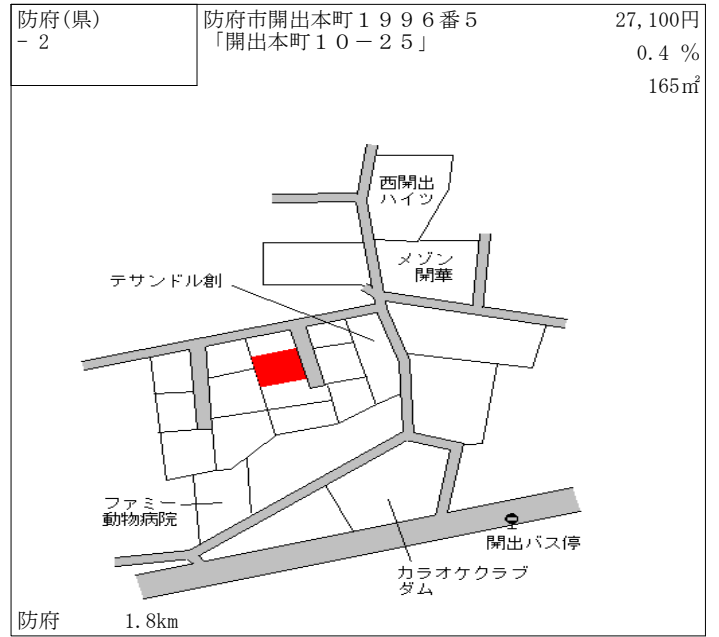 防府(県)
- 2
防府市開出本町１９９６番５
「開出本町１０－２５」
27,100円
0.4 %
165㎡
西開出
ハイツ
メゾン
開華
テサンドル創
ファミー
動物病院
開出バス停
カラオケクラブ
ダム
防府 1.8km